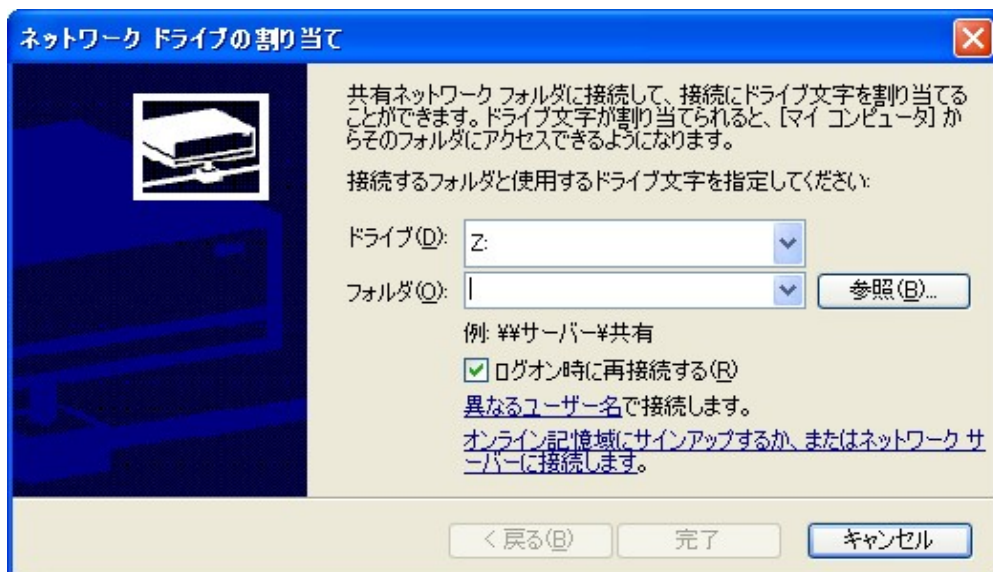 ネットワーク ドライブの割り当て
共有ネットワーク フォルダに接続して、接続にドライブ文字を割り当てる
ことができます。ドライブ文字が割り当てられると、[マイ コンピュータ] か
らそのフォルダにアクセスできるようになります。
接続するフォルダと使用するドライブ文字を指定してください:
ドライブ(D): Z:
フォルダ(O): 参照(B)...
例: ¥¥サーバー¥共有
ログオン時に再接続する(R)
異なるユーザー名で接続します。
オンライン記憶域にサインアップするか、またはネットワーク サ
ーバーに接続します。
< 戻る(B) 完了 キャンセル